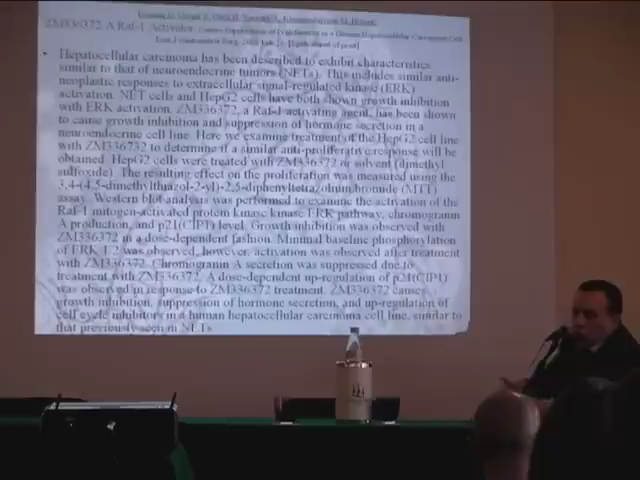 ZM336372 A Raf-1 Activator, Causes Suppression of Proliferation in a Human Hepatocellular Carcinoma Cell
• Hepatocellular carcinoma has been described to exhibit characteristics
similar to that of neuroendocrine tumors (NETs). This includes similar anti-
neoplastic responses to extracellular signal-regulated kinase (ERK)
activation. NET cells and HepG2 cells have both shown growth inhibition
with ERK activation. ZM336372, a Raf-1 activating agent, has been shown
to cause growth inhibition and suppression of hormone secretion in a
neuroendocrine cell line. Here we examine treatment of the HepG2 cell line
with ZM336732 to determine if a similar anti-proliferative response will be
obtained. HepG2 cells were treated with ZM336372 or solvent (dimethyl
sulfoxide). The resulting effect on the proliferation was measured using the
3,4-(4,5-dimethylthiazol-2-yl)-2,5-diphenyltetrazolium bromide (MTT)
assay. Western blot analysis was performed to examine the activation of the
Raf-1 mitogen-activated protein kinase kinase ERK pathway, chromogranin
A production, and p21(CIP1) level. Growth inhibition was observed with
ZM336372 in a dose-dependent fashion. Minimal baseline phosphorylation
of ERK 1/2 was observed, however, activation was observed after treatment
with ZM336372. Chromogranin A secretion was suppressed due to
treatment with ZM336372. A dose-dependent up-regulation of p21(CIP1)
was observed in response to ZM336372 treatment. ZM336372 causes
growth inhibition, suppression of hormone secretion, and up-regulation of
cell cycle inhibitors in a human hepatocellular carcinoma cell line, similar to
that previously seen in NETs.